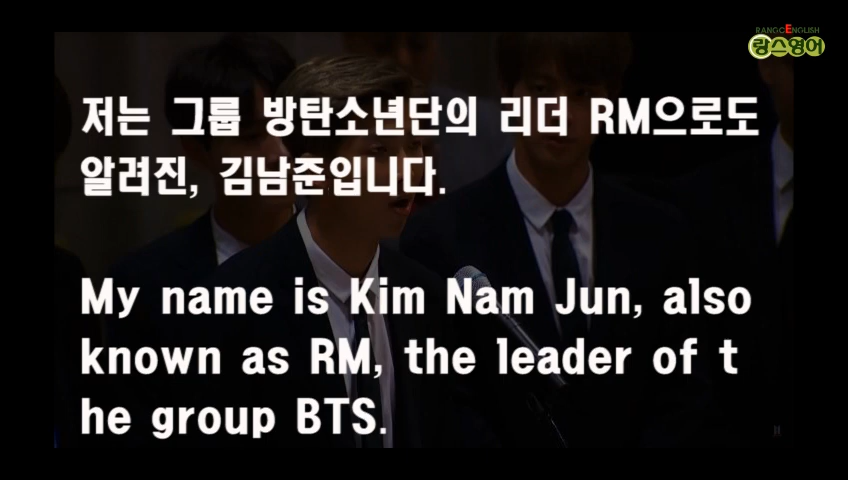 RANGCENGLISH
랑스영어
저는 그룹 방탄소년단의 리더 RM으로도
알려진, 김남준입니다.
My name is Kim Nam Jun, also
known as RM, the leader of t
he group BTS.